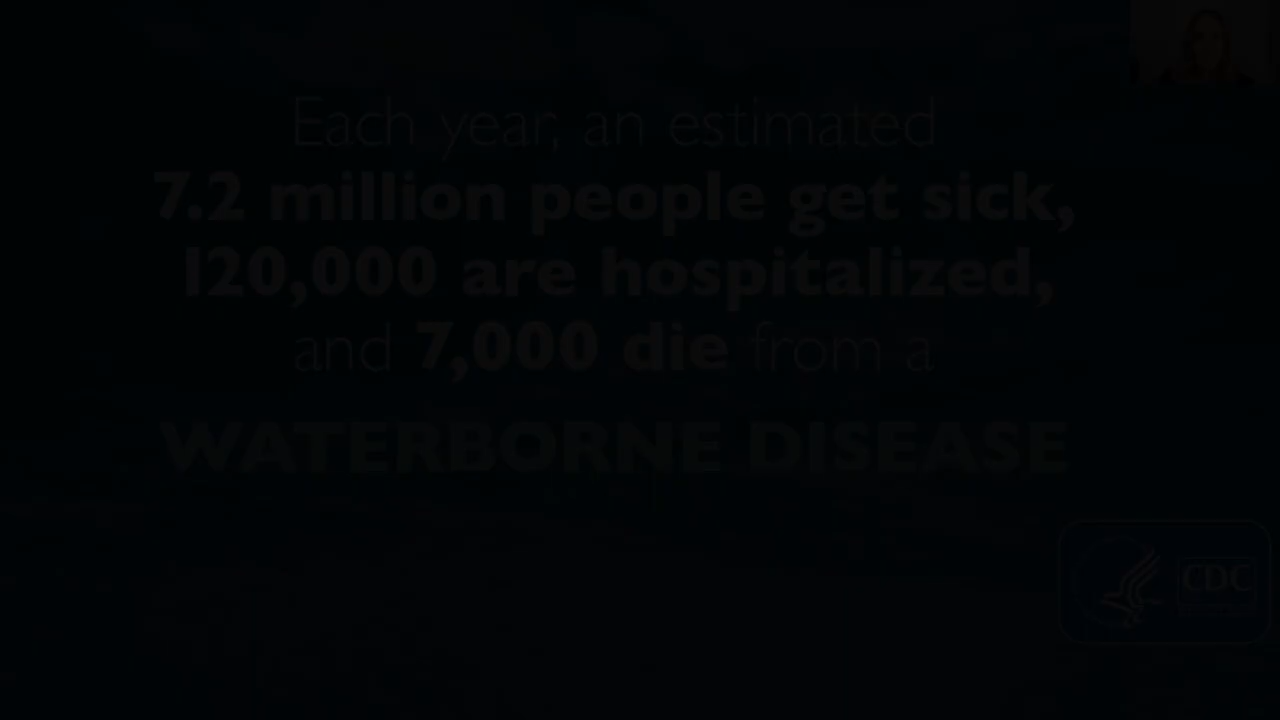 Each year, an estimated
7.2 million people get sick,
120,000 are hospitalized,
and 7,000 die from a
WATERBORNE DISEASE
CDC